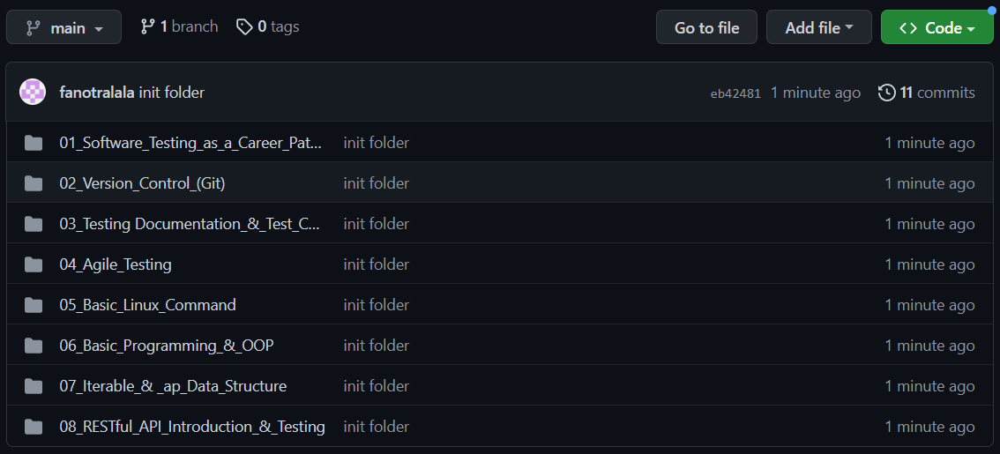 main 1 branch 0 tags Go to file Add file Code
fanotralala init folder eb42481 1 minute ago 11 commits
01_Software_Testing_as_a_Career_Pat... init folder 1 minute ago
02_Version_Control_(Git) init folder 1 minute ago
03_Testing Documentation_&_Test_C... init folder 1 minute ago
04_Agile_Testing init folder 1 minute ago
05_Basic_Linux_Command init folder 1 minute ago
06_Basic_Programming_&_OOP init folder 1 minute ago
07_Iterable_& _ap_Data_Structure init folder 1 minute ago
08_RESTful_API_Introduction_&_Testing init folder 1 minute ago